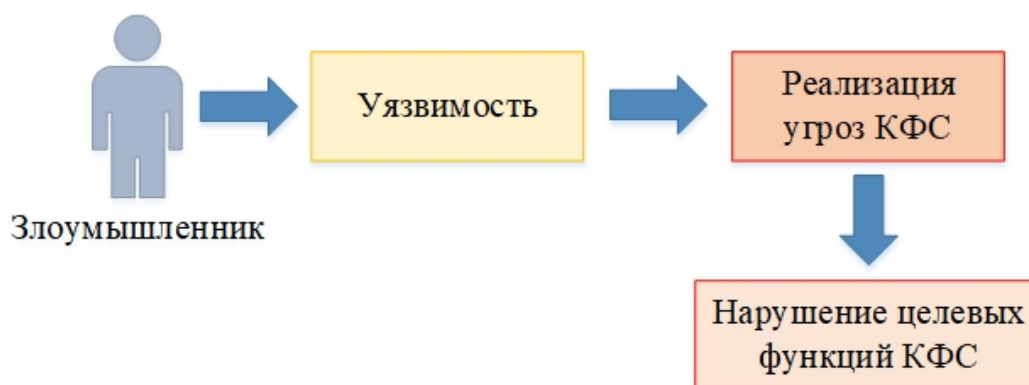 Злоумышленник
Уязвимость
Реализация
угроз КФС
Нарушение целевых
функций КФС